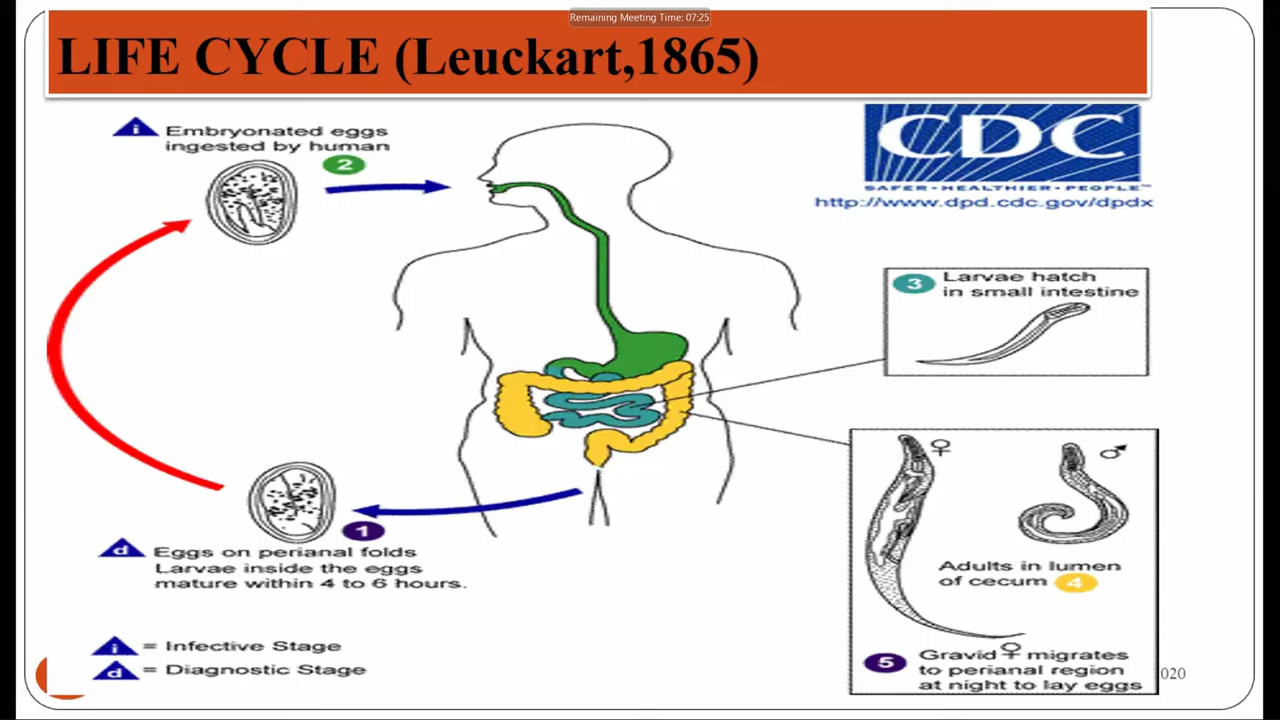 Remaining Meeting Time: 07:25
LIFE CYCLE (Leuckart,1865)
i Embryonated eggs
ingested by human
2
CDC
SAFER • HEALTHIER • PEOPLE™
http://www.dpd.cdc.gov/dpdx
3 Larvae hatch
in small intestine
♀ ♂
Adults in lumen
of cecum 4
5 Gravid ♀ migrates
to perianal region
at night to lay eggs
1
d Eggs on perianal folds
Larvae inside the eggs
mature within 4 to 6 hours.
i = Infective Stage
d = Diagnostic Stage
020